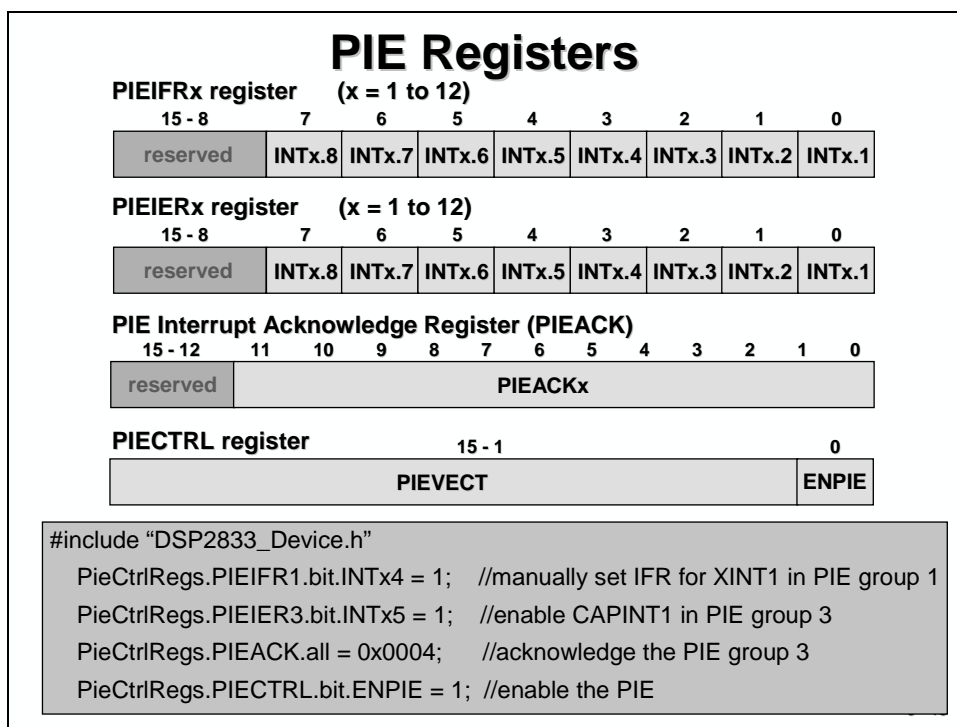 PIE Registers
PIEIFRx register (x = 1 to 12)
15 - 8 7 6 5 4 3 2 1 0
reserved INTx.8 INTx.7 INTx.6 INTx.5 INTx.4 INTx.3 INTx.2 INTx.1
PIEIERx register (x = 1 to 12)
15 - 8 7 6 5 4 3 2 1 0
reserved INTx.8 INTx.7 INTx.6 INTx.5 INTx.4 INTx.3 INTx.2 INTx.1
PIE Interrupt Acknowledge Register (PIEACK)
15 - 12 11 10 9 8 7 6 5 4 3 2 1 0
reserved PIEACKx
PIECTRL register 15 - 1 0
PIEVECT ENPIE
#include “DSP2833_Device.h”
PieCtrlRegs.PIEIFR1.bit.INTx4 = 1; //manually set IFR for XINT1 in PIE group 1
PieCtrlRegs.PIEIER3.bit.INTx5 = 1; //enable CAPINT1 in PIE group 3
PieCtrlRegs.PIEACK.all = 0x0004; //acknowledge the PIE group 3
PieCtrlRegs.PIECTRL.bit.ENPIE = 1; //enable the PIE